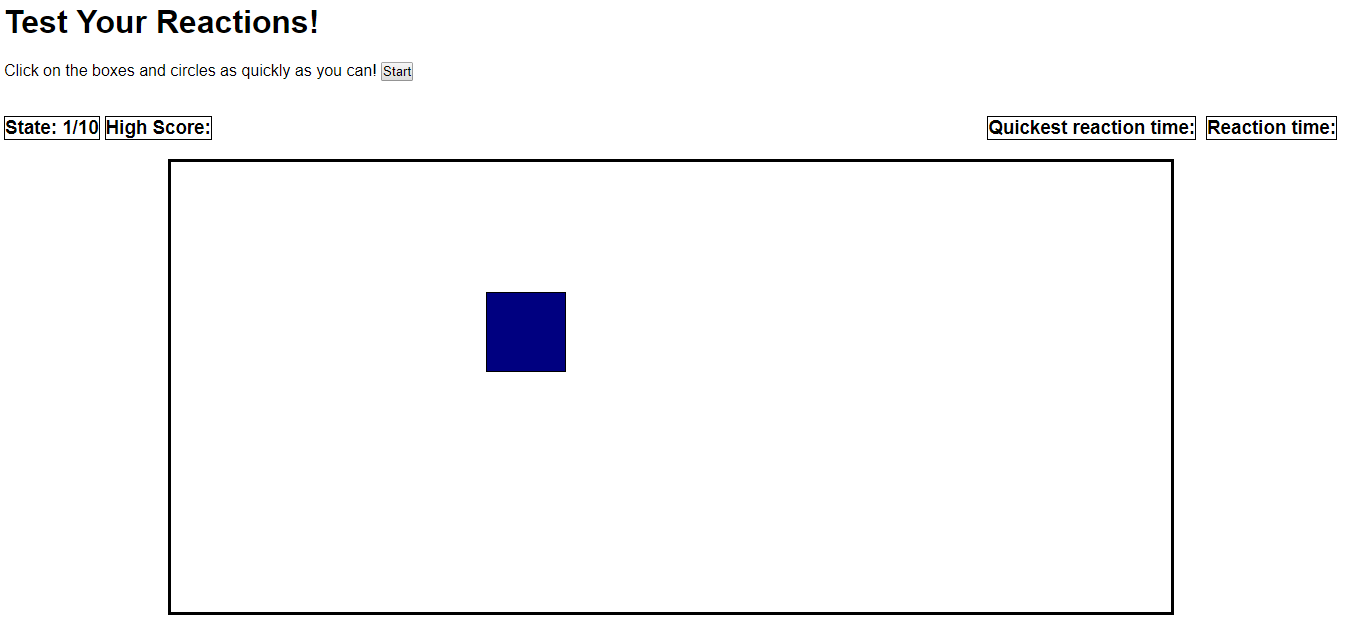 Test Your Reactions!
Click on the boxes and circles as quickly as you can! Start
State: 1/10 High Score: Quickest reaction time: Reaction time: